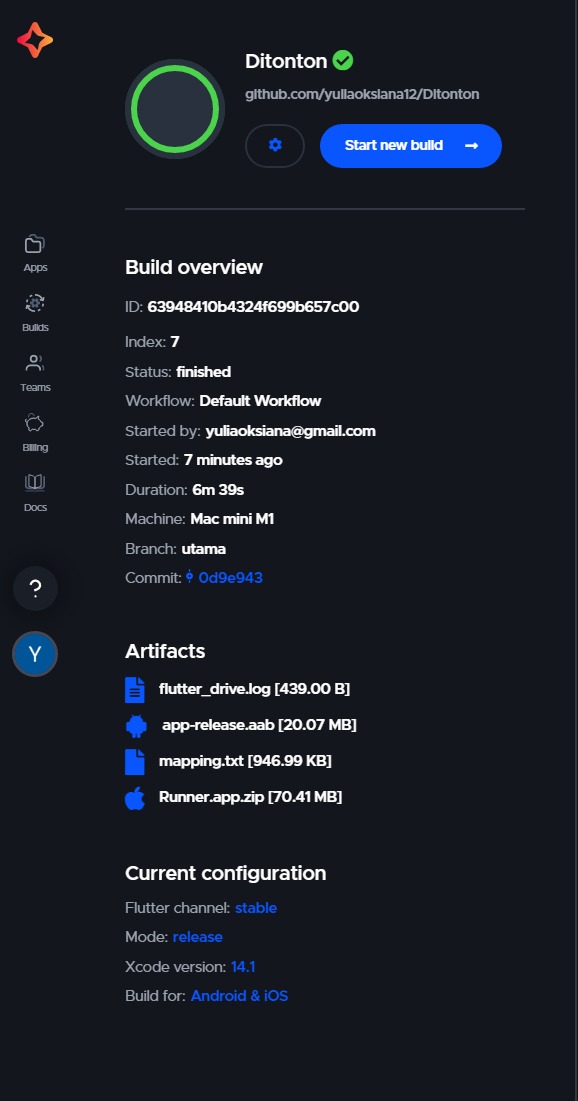 Ditonton
github.com/yuliaoksiana12/Ditonton
Start new build
Apps
Builds
Teams
Billing
Docs
?
Y
Build overview
ID: 63948410b4324f699b657c00
Index: 7
Status: finished
Workflow: Default Workflow
Started by: yuliaoksiana@gmail.com
Started: 7 minutes ago
Duration: 6m 39s
Machine: Mac mini M1
Branch: utama
Commit: 0d9e943
Artifacts
flutter_drive.log [439.00 B]
app-release.aab [20.07 MB]
mapping.txt [946.99 KB]
Runner.app.zip [70.41 MB]
Current configuration
Flutter channel: stable
Mode: release
Xcode version: 14.1
Build for: Android & iOS